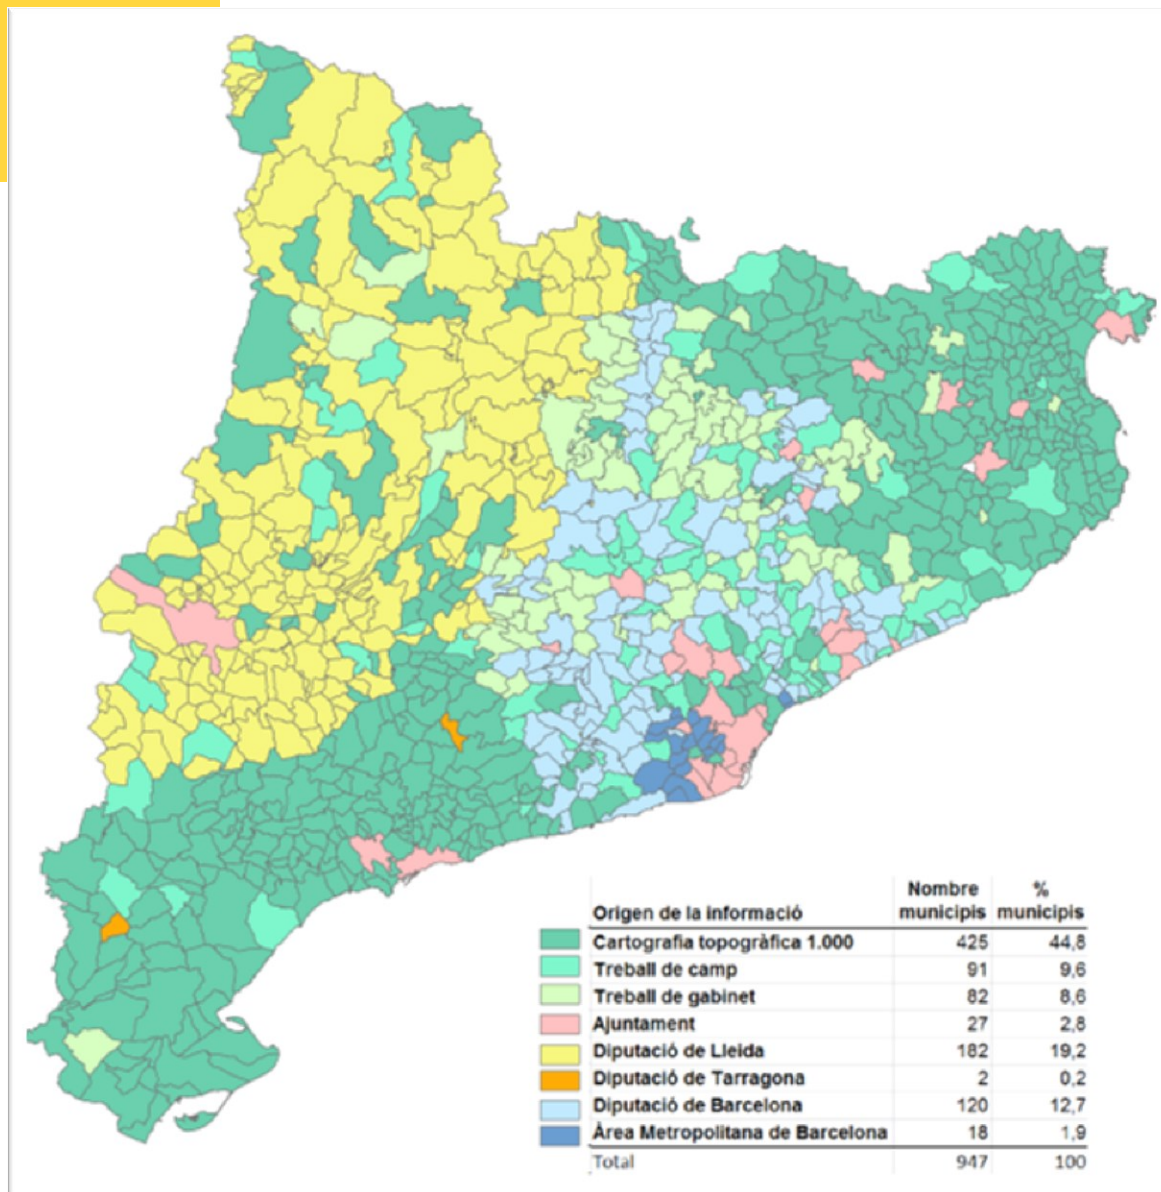 Nombre %
Origen de la informació municipis municipis
Cartografia topogràfica 1.000 425 44,8
Treball de camp 91 9,6
Treball de gabinet 82 8,6
Ajuntament 27 2,8
Diputació de Lleida 182 19,2
Diputació de Tarragona 2 0,2
Diputació de Barcelona 120 12,7
Àrea Metropolitana de Barcelona 18 1,9
Total 947 100